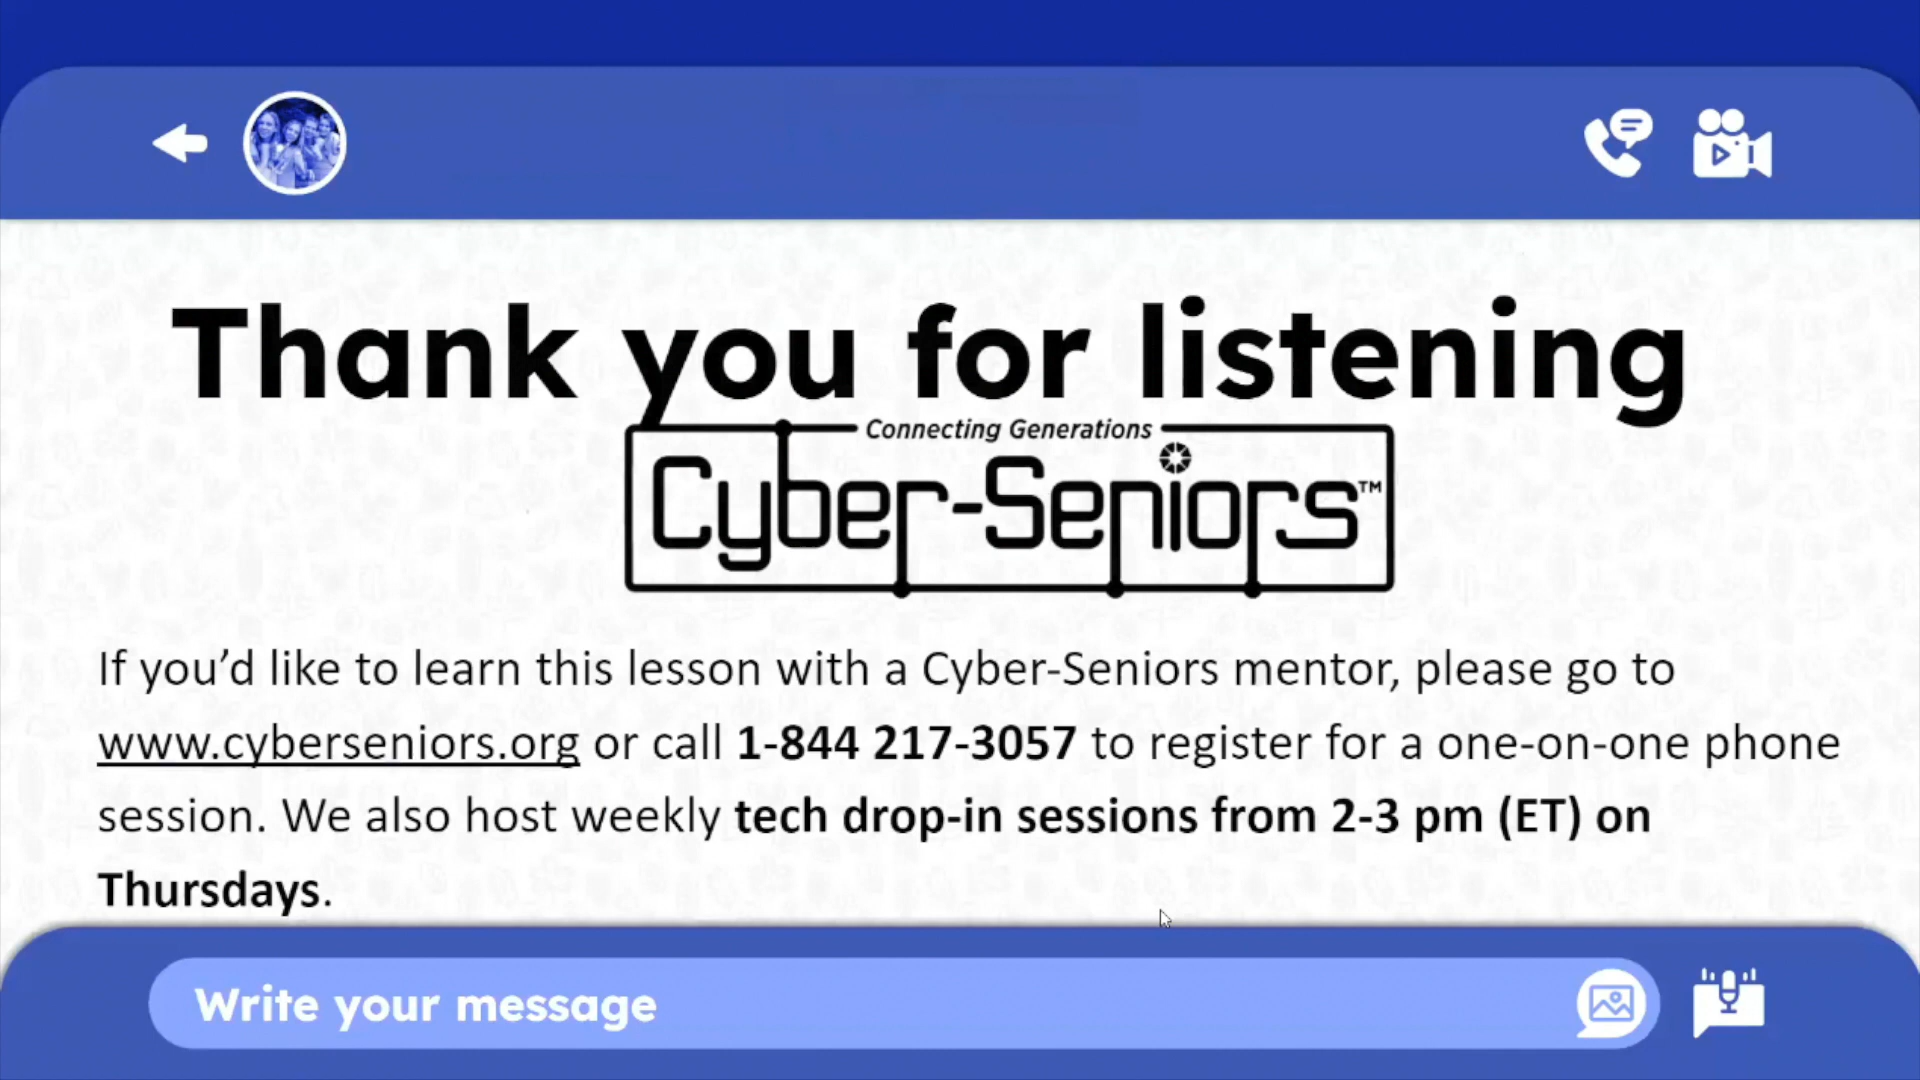 Thank you for listening
Connecting Generations
Cyber-Seniors™
If you’d like to learn this lesson with a Cyber-Seniors mentor, please go to
www.cyberseniors.org or call 1-844 217-3057 to register for a one-on-one phone
session. We also host weekly tech drop-in sessions from 2-3 pm (ET) on
Thursdays.
Write your message